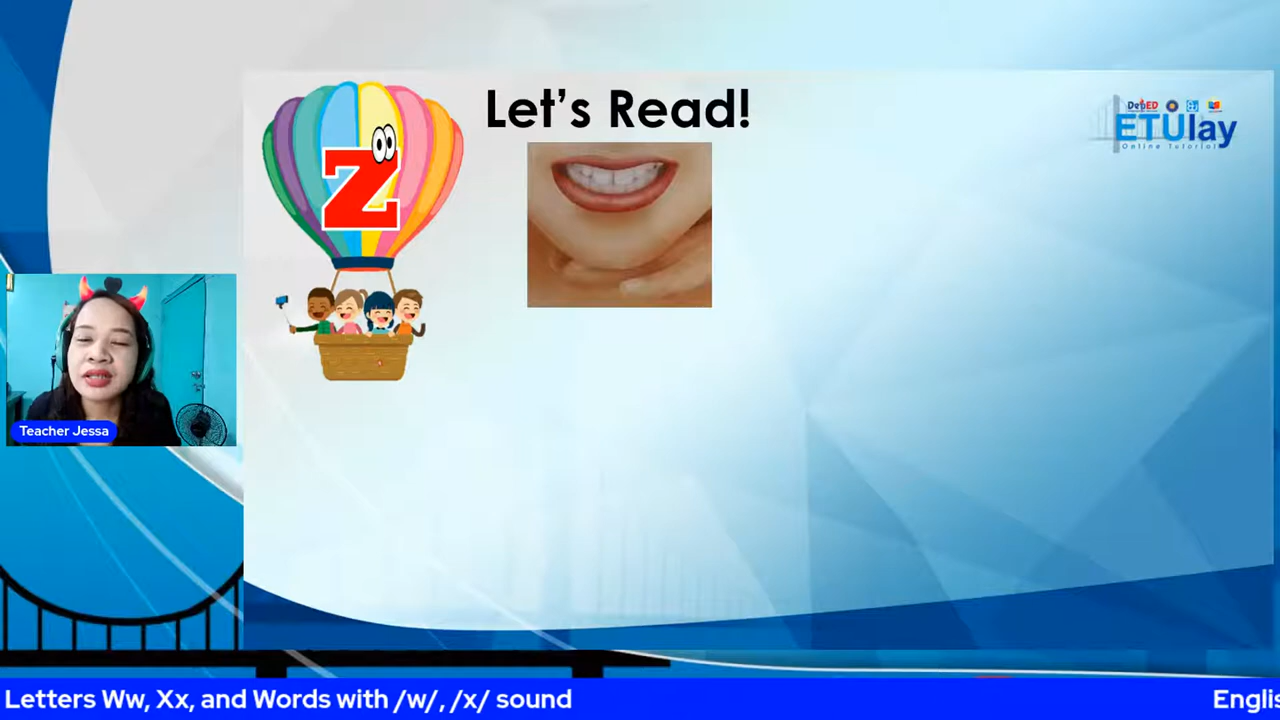 Let's Read!
DepED
ETUlay
Online Tutorial
Z
Teacher Jessa
Letters Ww, Xx, and Words with /w/, /x/ sound
Englis